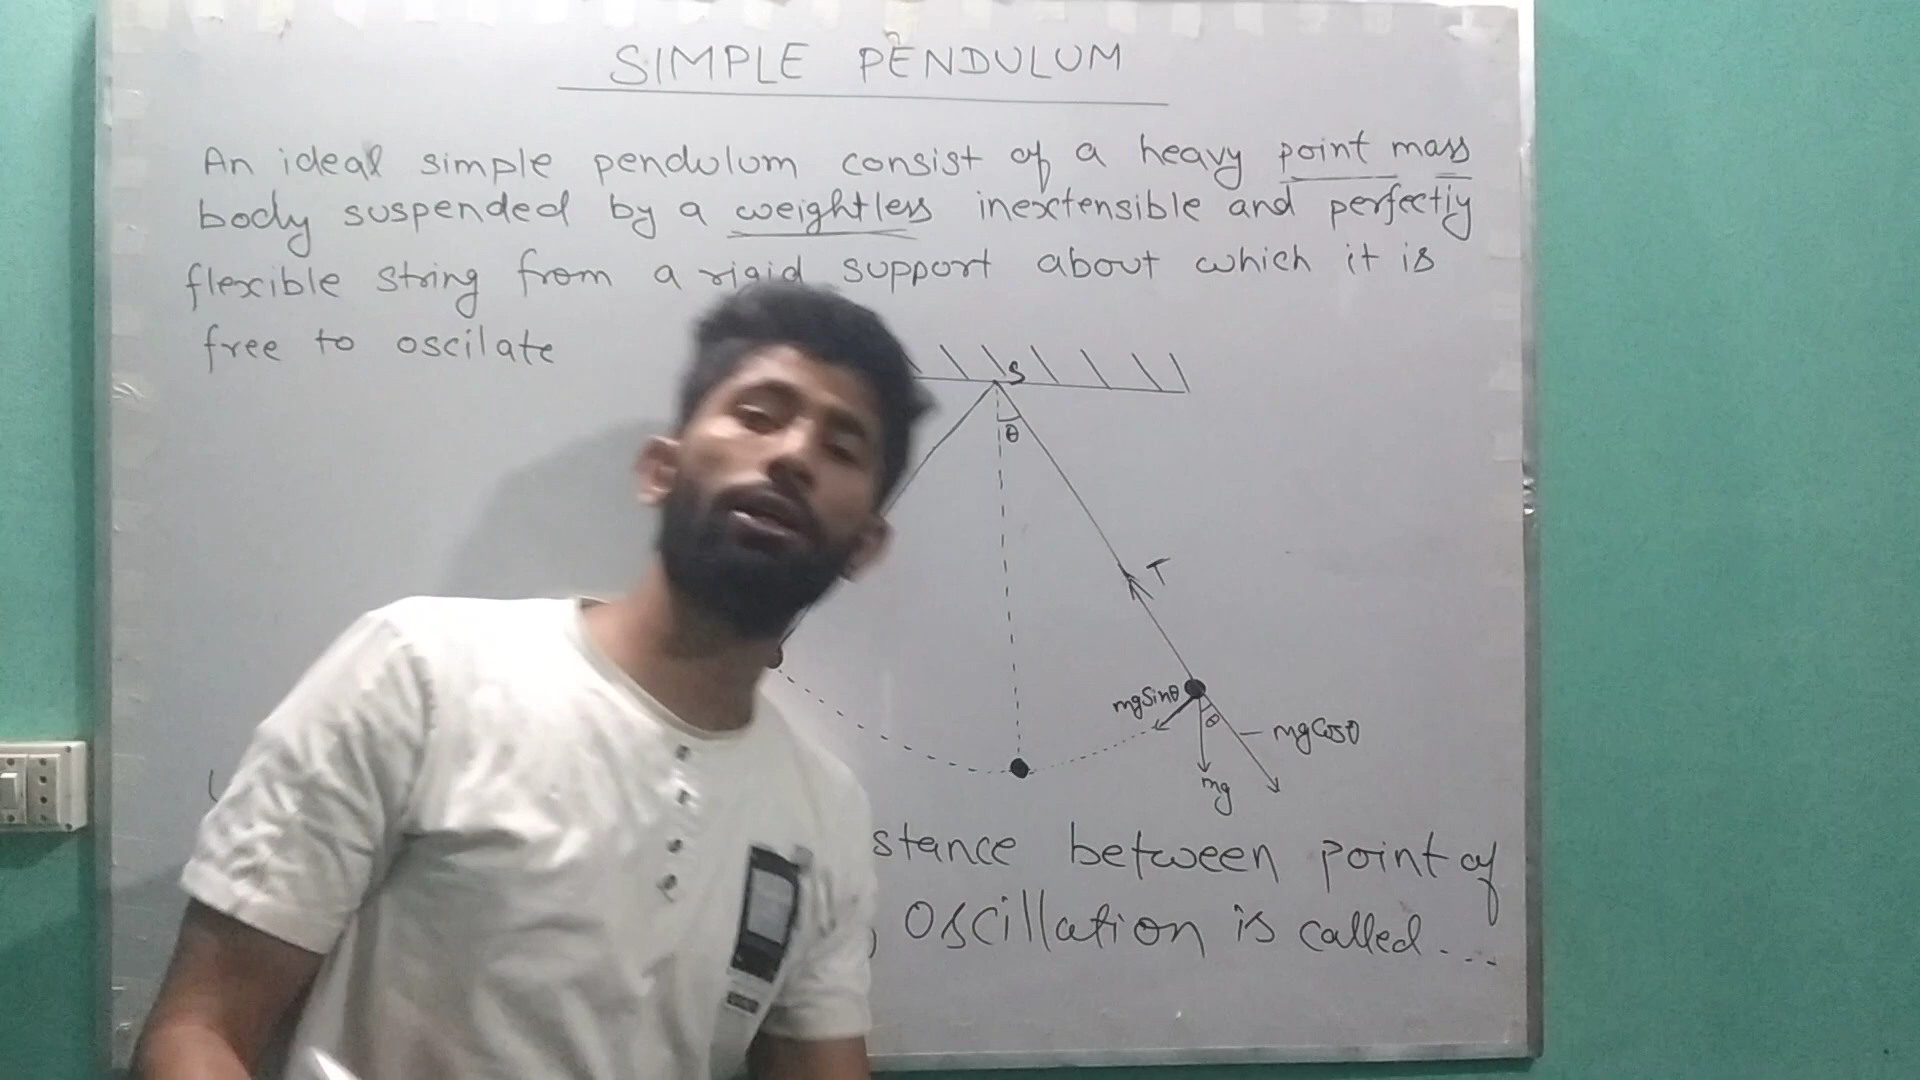 SIMPLE PENDULUM
An ideal simple pendulum consist of a heavy point mass
body suspended by a weightless inextensible and perfectly
flexible string from a rigid support about which it is
free to oscilate
S
θ
T
mgSinθ
θ
mgCosθ
mg
stance between point of
Oscillation is called ....